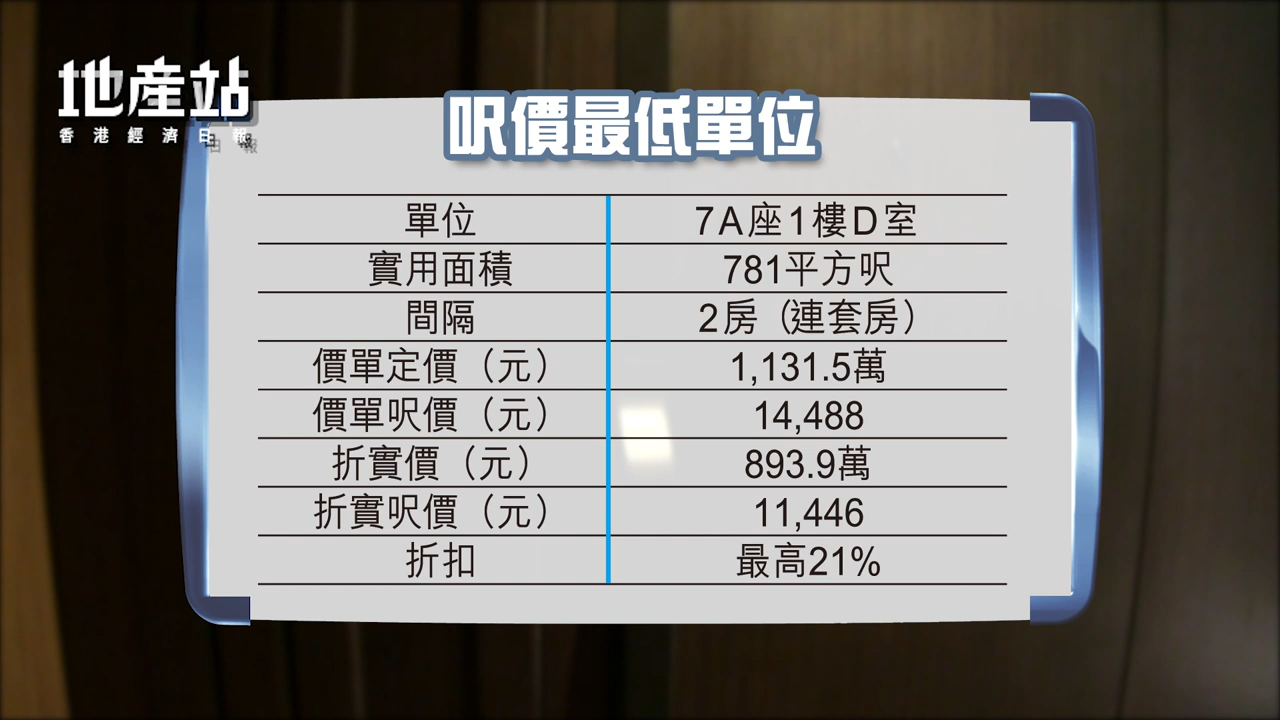 地產站
香港經濟日報
呎價最低單位
單位 7A座1樓D室
實用面積 781平方呎
間隔 2房（連套房）
價單定價（元） 1,131.5萬
價單呎價（元） 14,488
折實價（元） 893.9萬
折實呎價（元） 11,446
折扣 最高21%